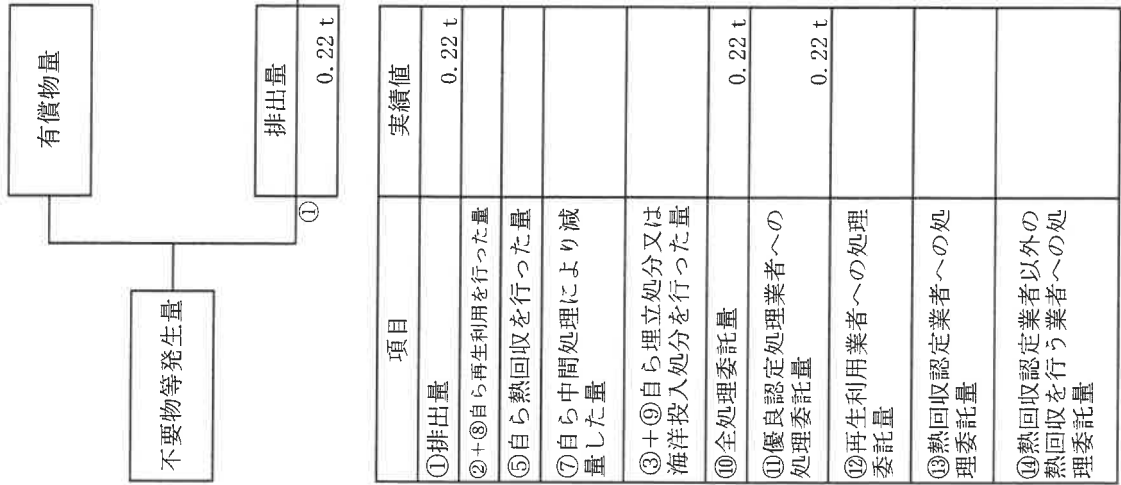 有償物量
不要物等発生量
①
排出量
0.22 t
項目
実績値
①排出量
0.22 t
②+⑧自ら再生利用を行った量
⑤自ら熱回収を行った量
⑦自ら中間処理により減
量した量
③+⑨自ら埋立処分又は
海洋投入処分を行った量
⑩全処理委託量
0.22 t
⑪優良認定処理業者への
処理委託量
0.22 t
⑫再生利用業者への処理
委託量
⑬熱回収認定業者への処
理委託量
⑭熱回収認定業者以外の
熱回収を行う業者への処
理委託量